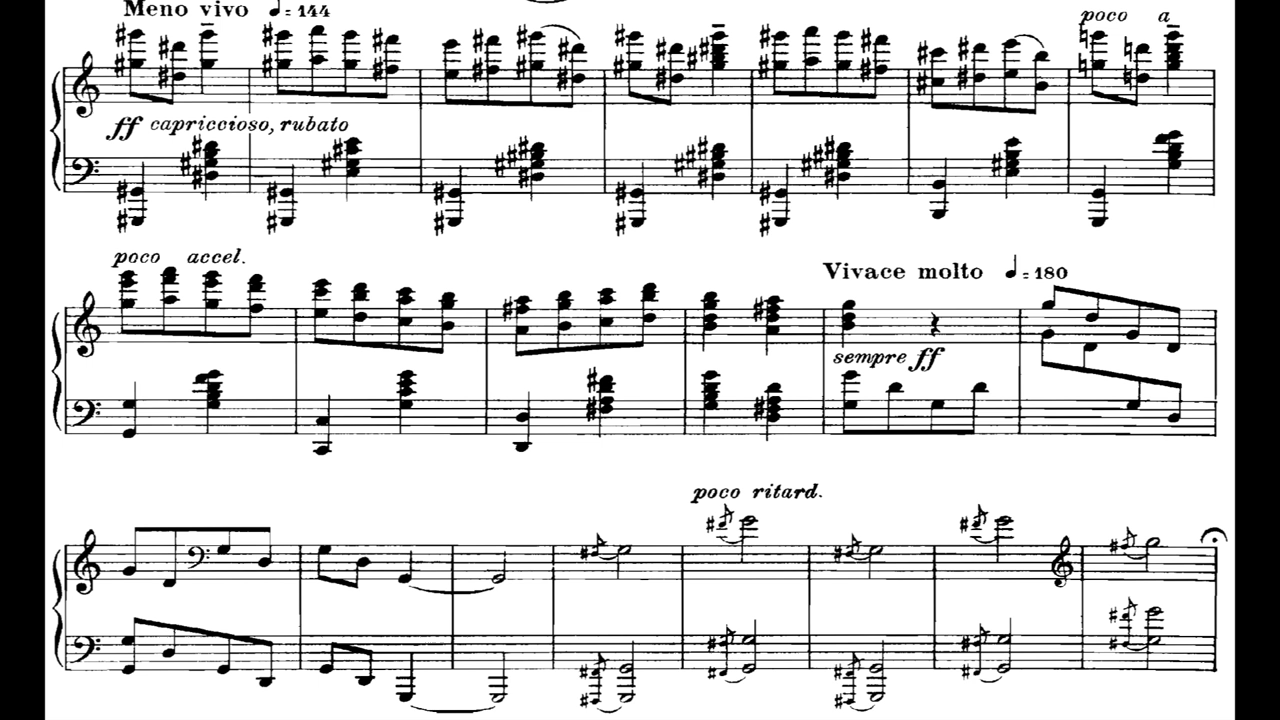 Meno vivo ♩=144
poco a
ff capriccioso, rubato
poco accel.
Vivace molto ♩=180
sempre ff
poco ritard.